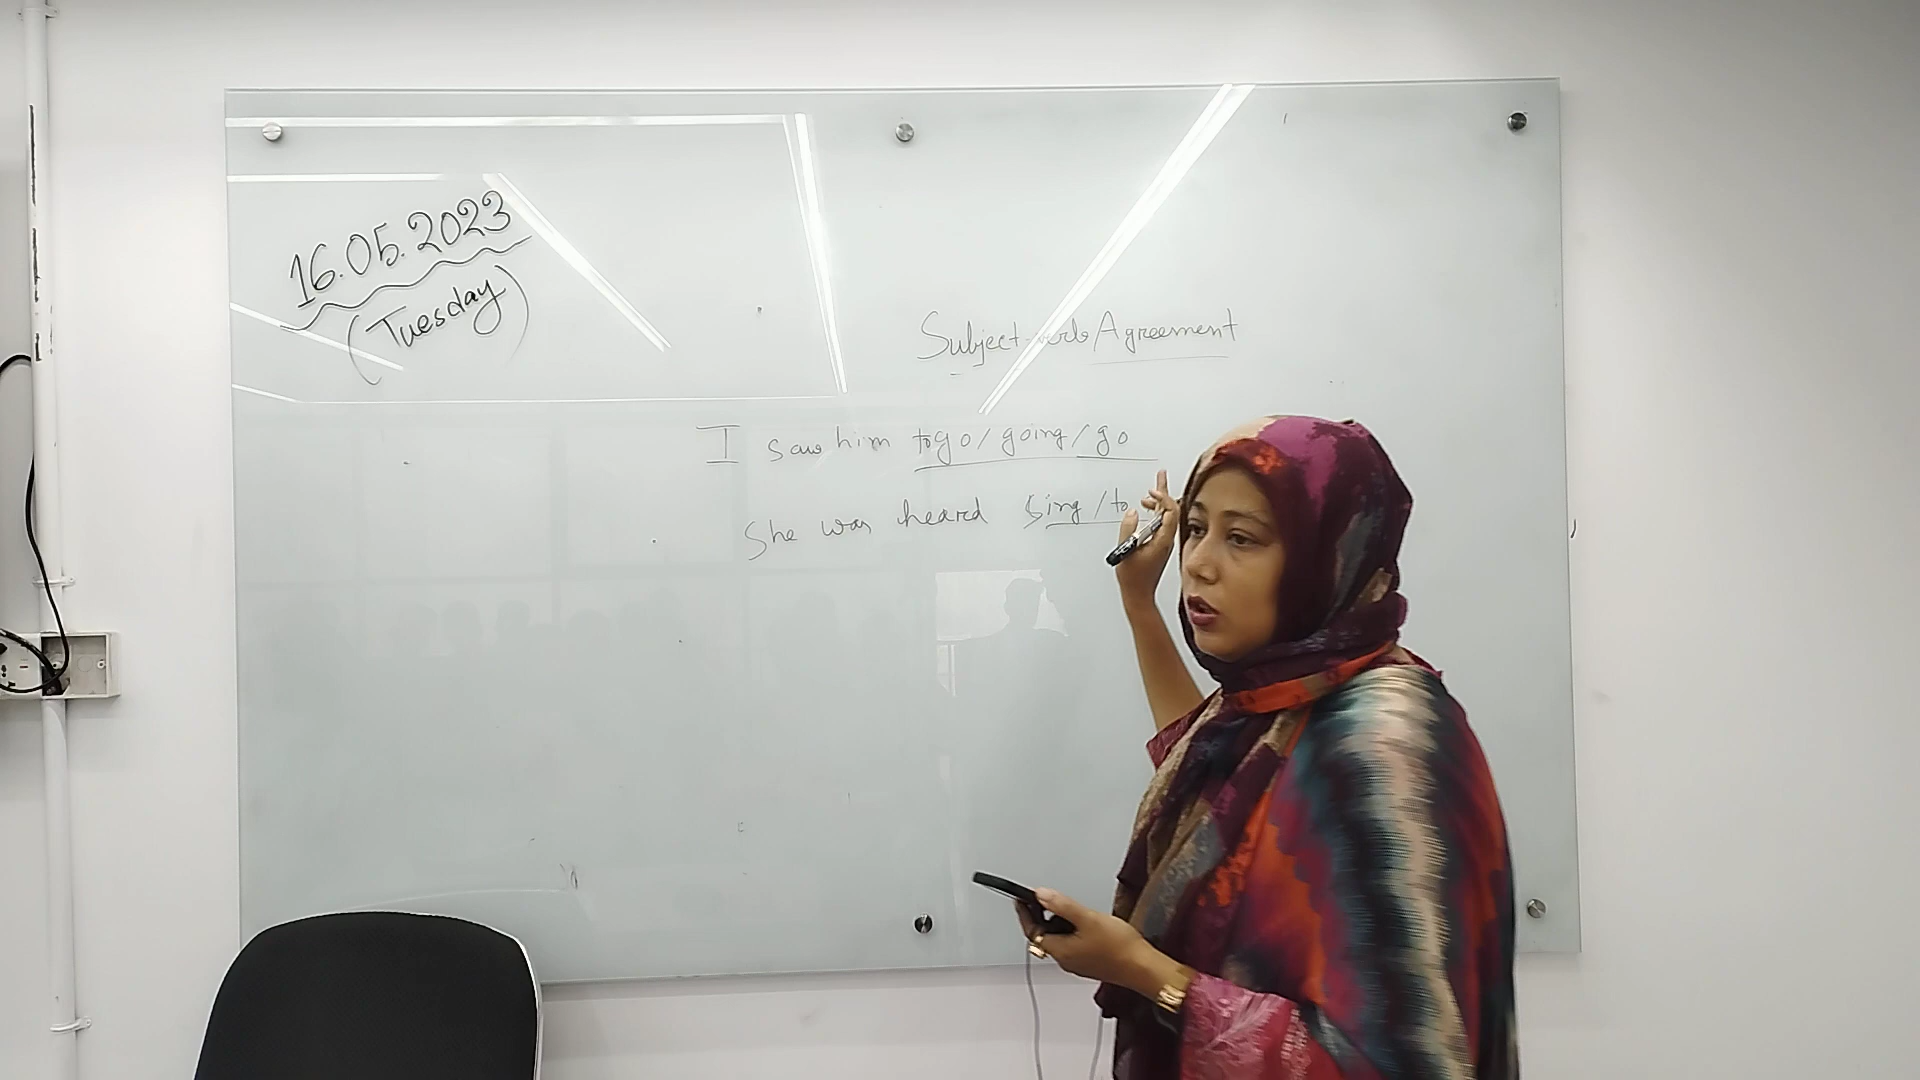 16.05.2023
(Tuesday)
Subject-verb Agreement
I saw him to go/going/go
She was heard sing/to